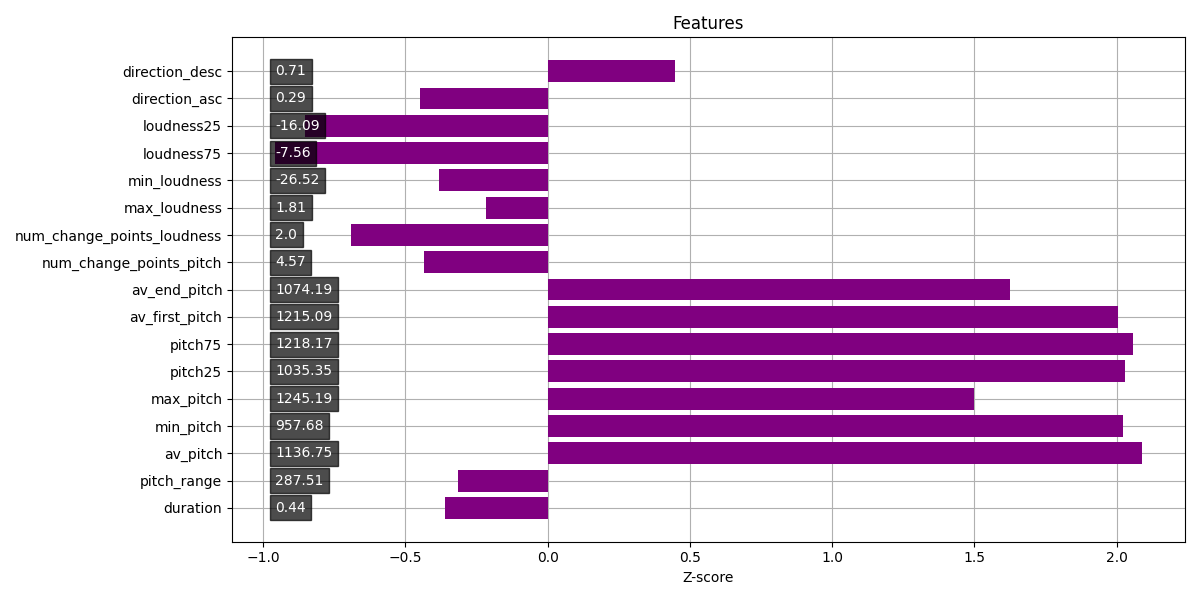 Features
direction_desc 0.71
direction_asc 0.29
loudness25 -16.09
loudness75 -7.56
min_loudness -26.52
max_loudness 1.81
num_change_points_loudness 2.0
num_change_points_pitch 4.57
av_end_pitch 1074.19
av_first_pitch 1215.09
pitch75 1218.17
pitch25 1035.35
max_pitch 1245.19
min_pitch 957.68
av_pitch 1136.75
pitch_range 287.51
duration 0.44
−1.0 −0.5 0.0 0.5 1.0 1.5 2.0
Z-score